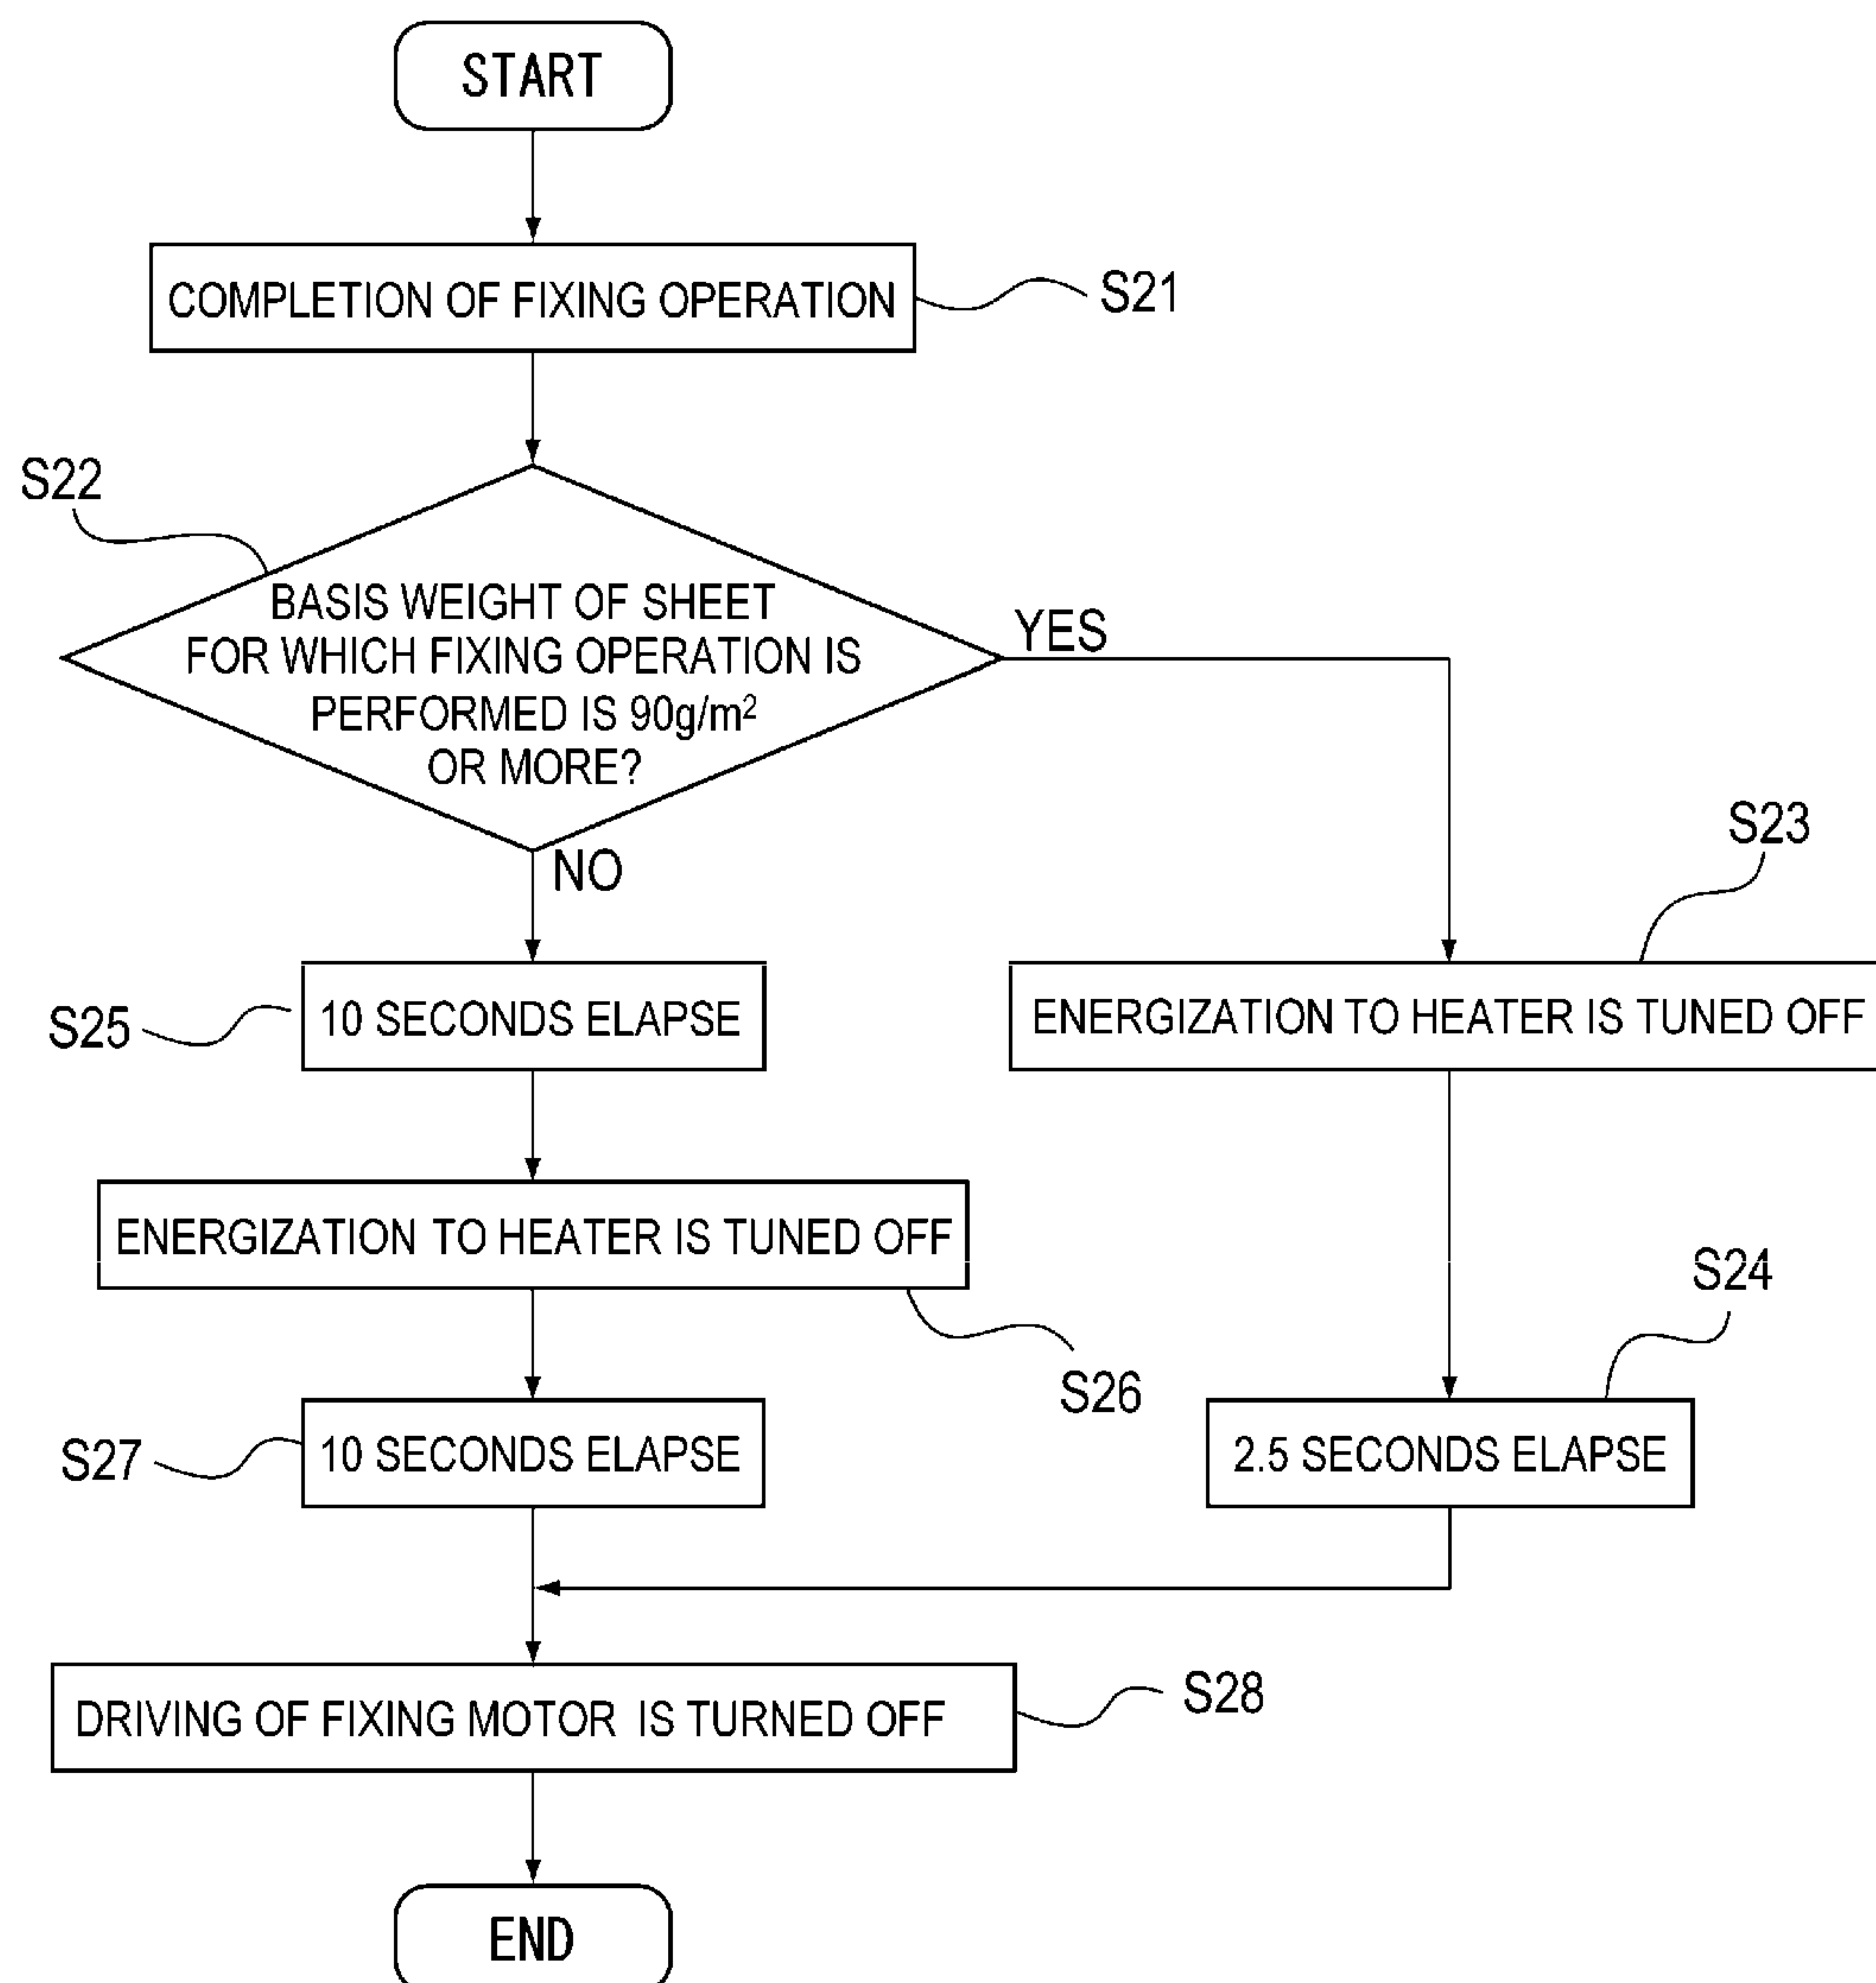 START
COMPLETION OF FIXING OPERATION
S21
S22
BASIS WEIGHT OF SHEET
FOR WHICH FIXING OPERATION IS
PERFORMED IS 90g/m²
OR MORE?
YES
NO
S23
S25
10 SECONDS ELAPSE
ENERGIZATION TO HEATER IS TUNED OFF
ENERGIZATION TO HEATER IS TUNED OFF
S24
S26
S27
10 SECONDS ELAPSE
2.5 SECONDS ELAPSE
DRIVING OF FIXING MOTOR IS TURNED OFF
S28
END